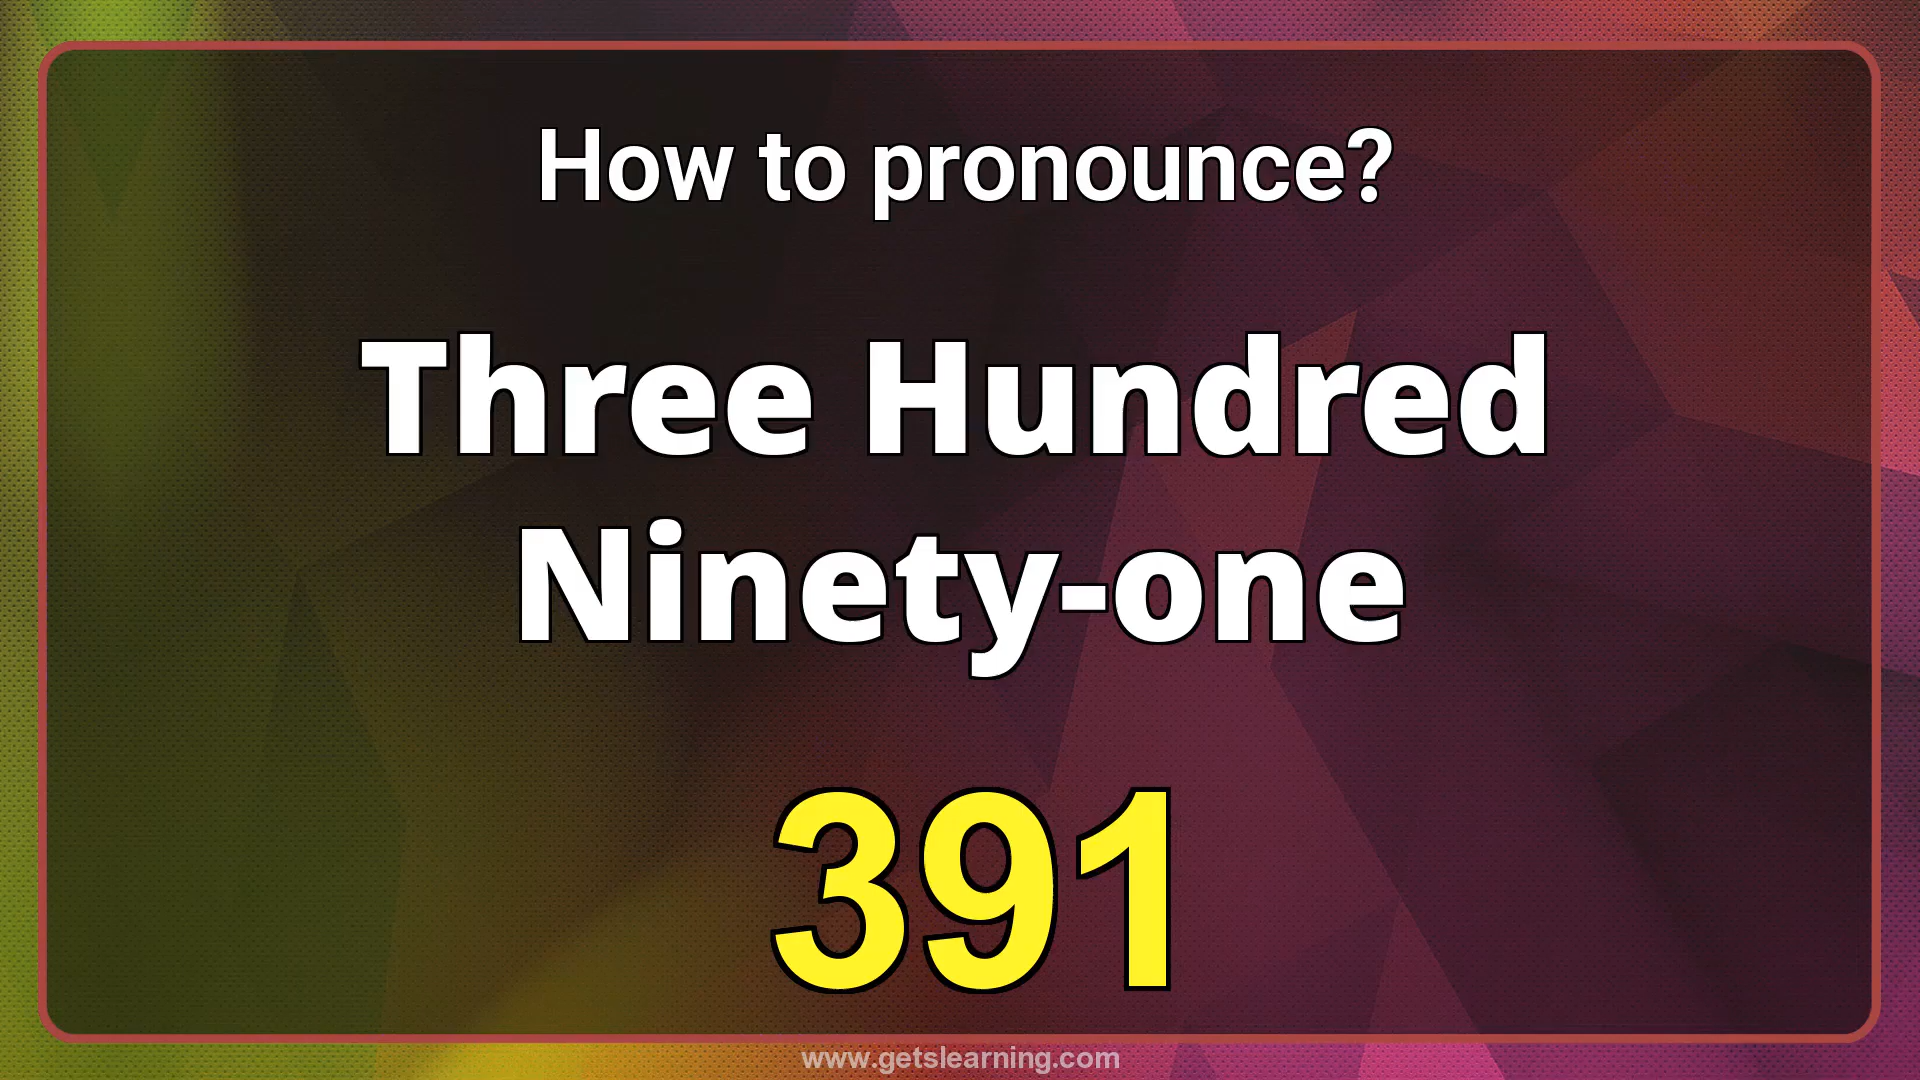 How to pronounce?
Three Hundred
Ninety-one
391
www.getslearning.com